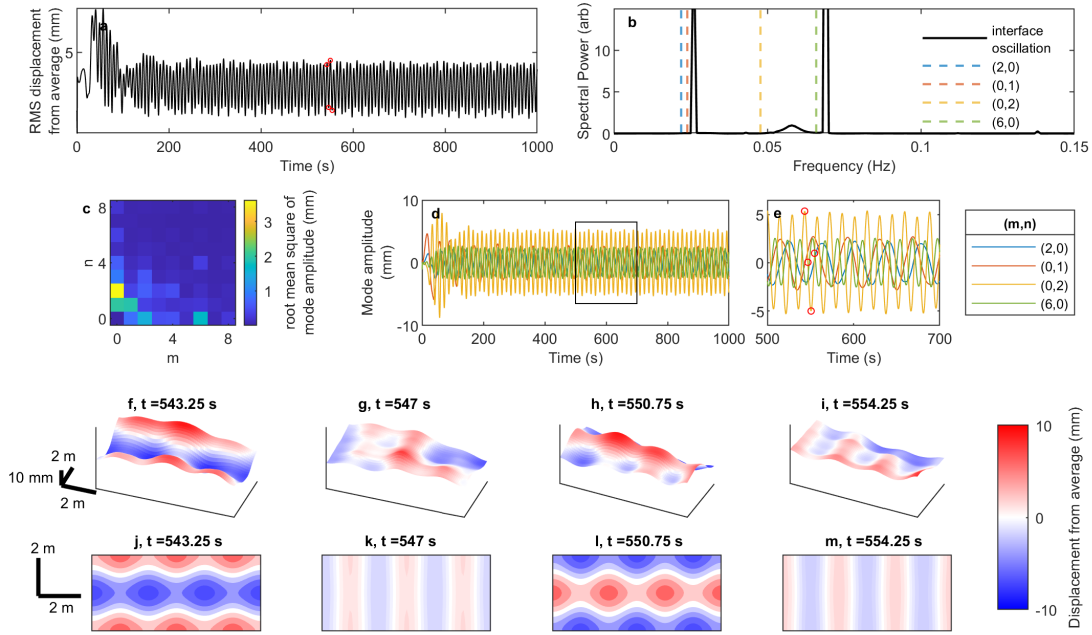 a
RMS displacement
from average (mm)
5
0 200 400 600 800 1000
Time (s)
b
Spectral Power (arb)
15
10
5
0
0 0.05 0.1 0.15
Frequency (Hz)
interface
oscillation
(2,0)
(0,1)
(0,2)
(6,0)
c
n
8
4
0
0 4 8
m
3
2
1
root mean square of
mode amplitude (mm)
d
Mode amplitude
(mm)
10
0
-10
0 200 400 600 800 1000
Time (s)
e
5
0
-5
500 600 700
Time (s)
(m,n)
(2,0)
(0,1)
(0,2)
(6,0)
f, t =543.25 s
g, t =547 s
h, t =550.75 s
i, t =554.25 s
2 m
10 mm
2 m
j, t =543.25 s
k, t =547 s
l, t =550.75 s
m, t =554.25 s
2 m
2 m
10
0
-10
Displacement from average (mm)